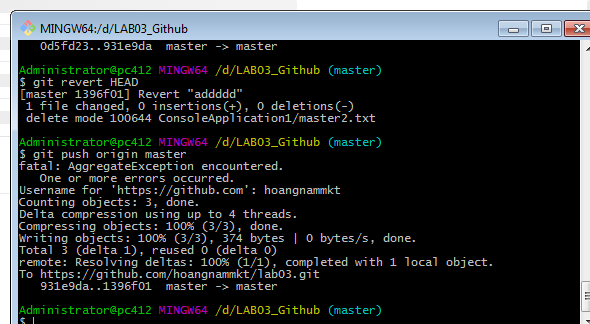 MINGW64:/d/LAB03_Github
0d5fd23..931e9da  master -> master
Administrator@pc412 MINGW64 /d/LAB03_Github (master)
$ git revert HEAD
[master 1396f01] Revert "addddd"
 1 file changed, 0 insertions(+), 0 deletions(-)
 delete mode 100644 ConsoleApplication1/master2.txt
Administrator@pc412 MINGW64 /d/LAB03_Github (master)
$ git push origin master
fatal: AggregateException encountered.
   One or more errors occurred.
Username for 'https://github.com': hoangnammkt
Counting objects: 3, done.
Delta compression using up to 4 threads.
Compressing objects: 100% (3/3), done.
Writing objects: 100% (3/3), 374 bytes | 0 bytes/s, done.
Total 3 (delta 1), reused 0 (delta 0)
remote: Resolving deltas: 100% (1/1), completed with 1 local object.
To https://github.com/hoangnammkt/lab03.git
   931e9da..1396f01  master -> master
Administrator@pc412 MINGW64 /d/LAB03_Github (master)
$